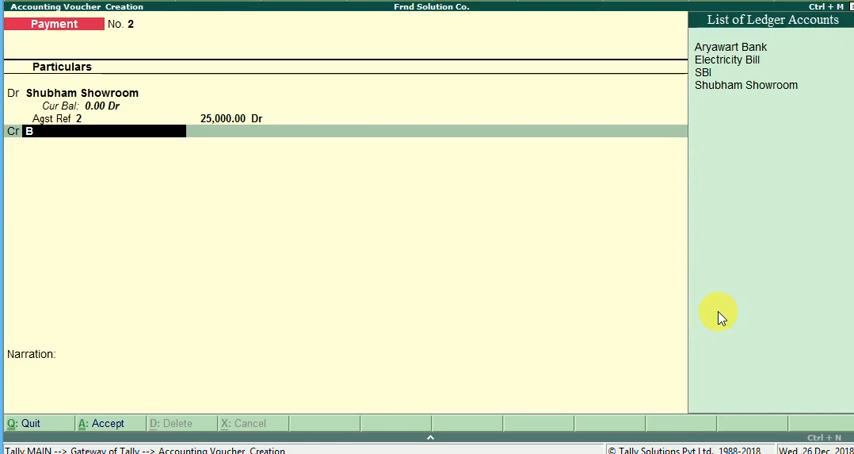 Accounting Voucher Creation Frnd Solution Co. Ctrl + M
Payment No. 2
List of Ledger Accounts
Particulars
Aryawart Bank
Electricity Bill
SBI
Shubham Showroom
Dr Shubham Showroom
Cur Bal: 0.00 Dr
Agst Ref 2 25,000.00 Dr
Cr B
Narration:
Q: Quit A: Accept D: Delete X: Cancel
Ctrl + N
Tally MAIN --> Gateway of Tally --> Accounting Voucher Creation © Tally Solutions Pvt Ltd., 1988-2018 Wed, 26 Dec, 2018